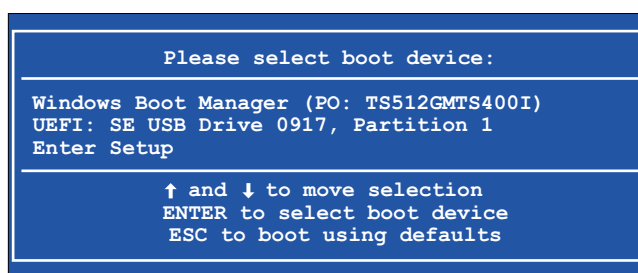 Please select boot device:
Windows Boot Manager (PO: TS512GMTS400I)
UEFI: SE USB Drive 0917, Partition 1
Enter Setup
↑ and ↓ to move selection
ENTER to select boot device
ESC to boot using defaults